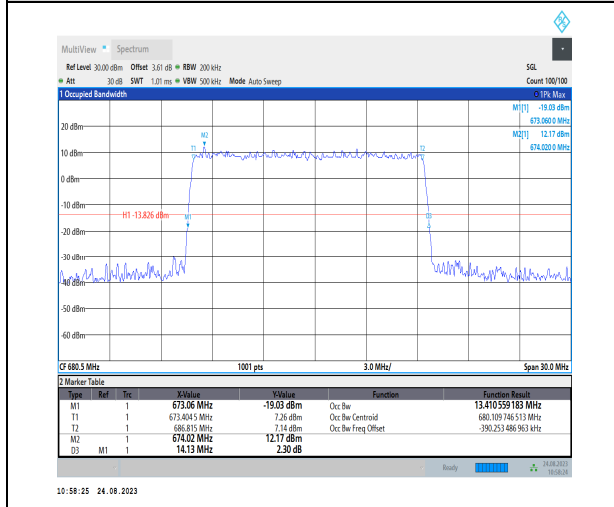 MultiView Spectrum
Ref Level 30.00 dBm Offset 3.61 dB RBW 200 kHz SGL
Att 30 dB SWT 1.01 ms VBW 500 kHz Mode Auto Sweep Count 100/100
1 Occupied Bandwidth 1Pk Max
M1[1] -19.03 dBm
673.060 0 MHz
M2[1] 12.17 dBm
674.020 0 MHz
20 dBm
M2
T1 T2
10 dBm
0 dBm
-10 dBm
H1 -13.826 dBm
M1 D3
-20 dBm
-30 dBm
-40 dBm
-50 dBm
-60 dBm
CF 680.5 MHz 1001 pts 3.0 MHz/ Span 30.0 MHz
2 Marker Table
Type Ref Trc X-Value Y-Value Function Function Result
M1 1 673.06 MHz -19.03 dBm Occ Bw 13.410 559 183 MHz
T1 1 673.404 5 MHz 7.26 dBm Occ Bw Centroid 680.109 746 513 MHz
T2 1 686.815 MHz 7.14 dBm Occ Bw Freq Offset -390.253 486 963 kHz
M2 1 674.02 MHz 12.17 dBm
D3 M1 1 14.13 MHz 2.30 dB
Ready 24.08.2023
10:58:24
10:58:25 24.08.2023